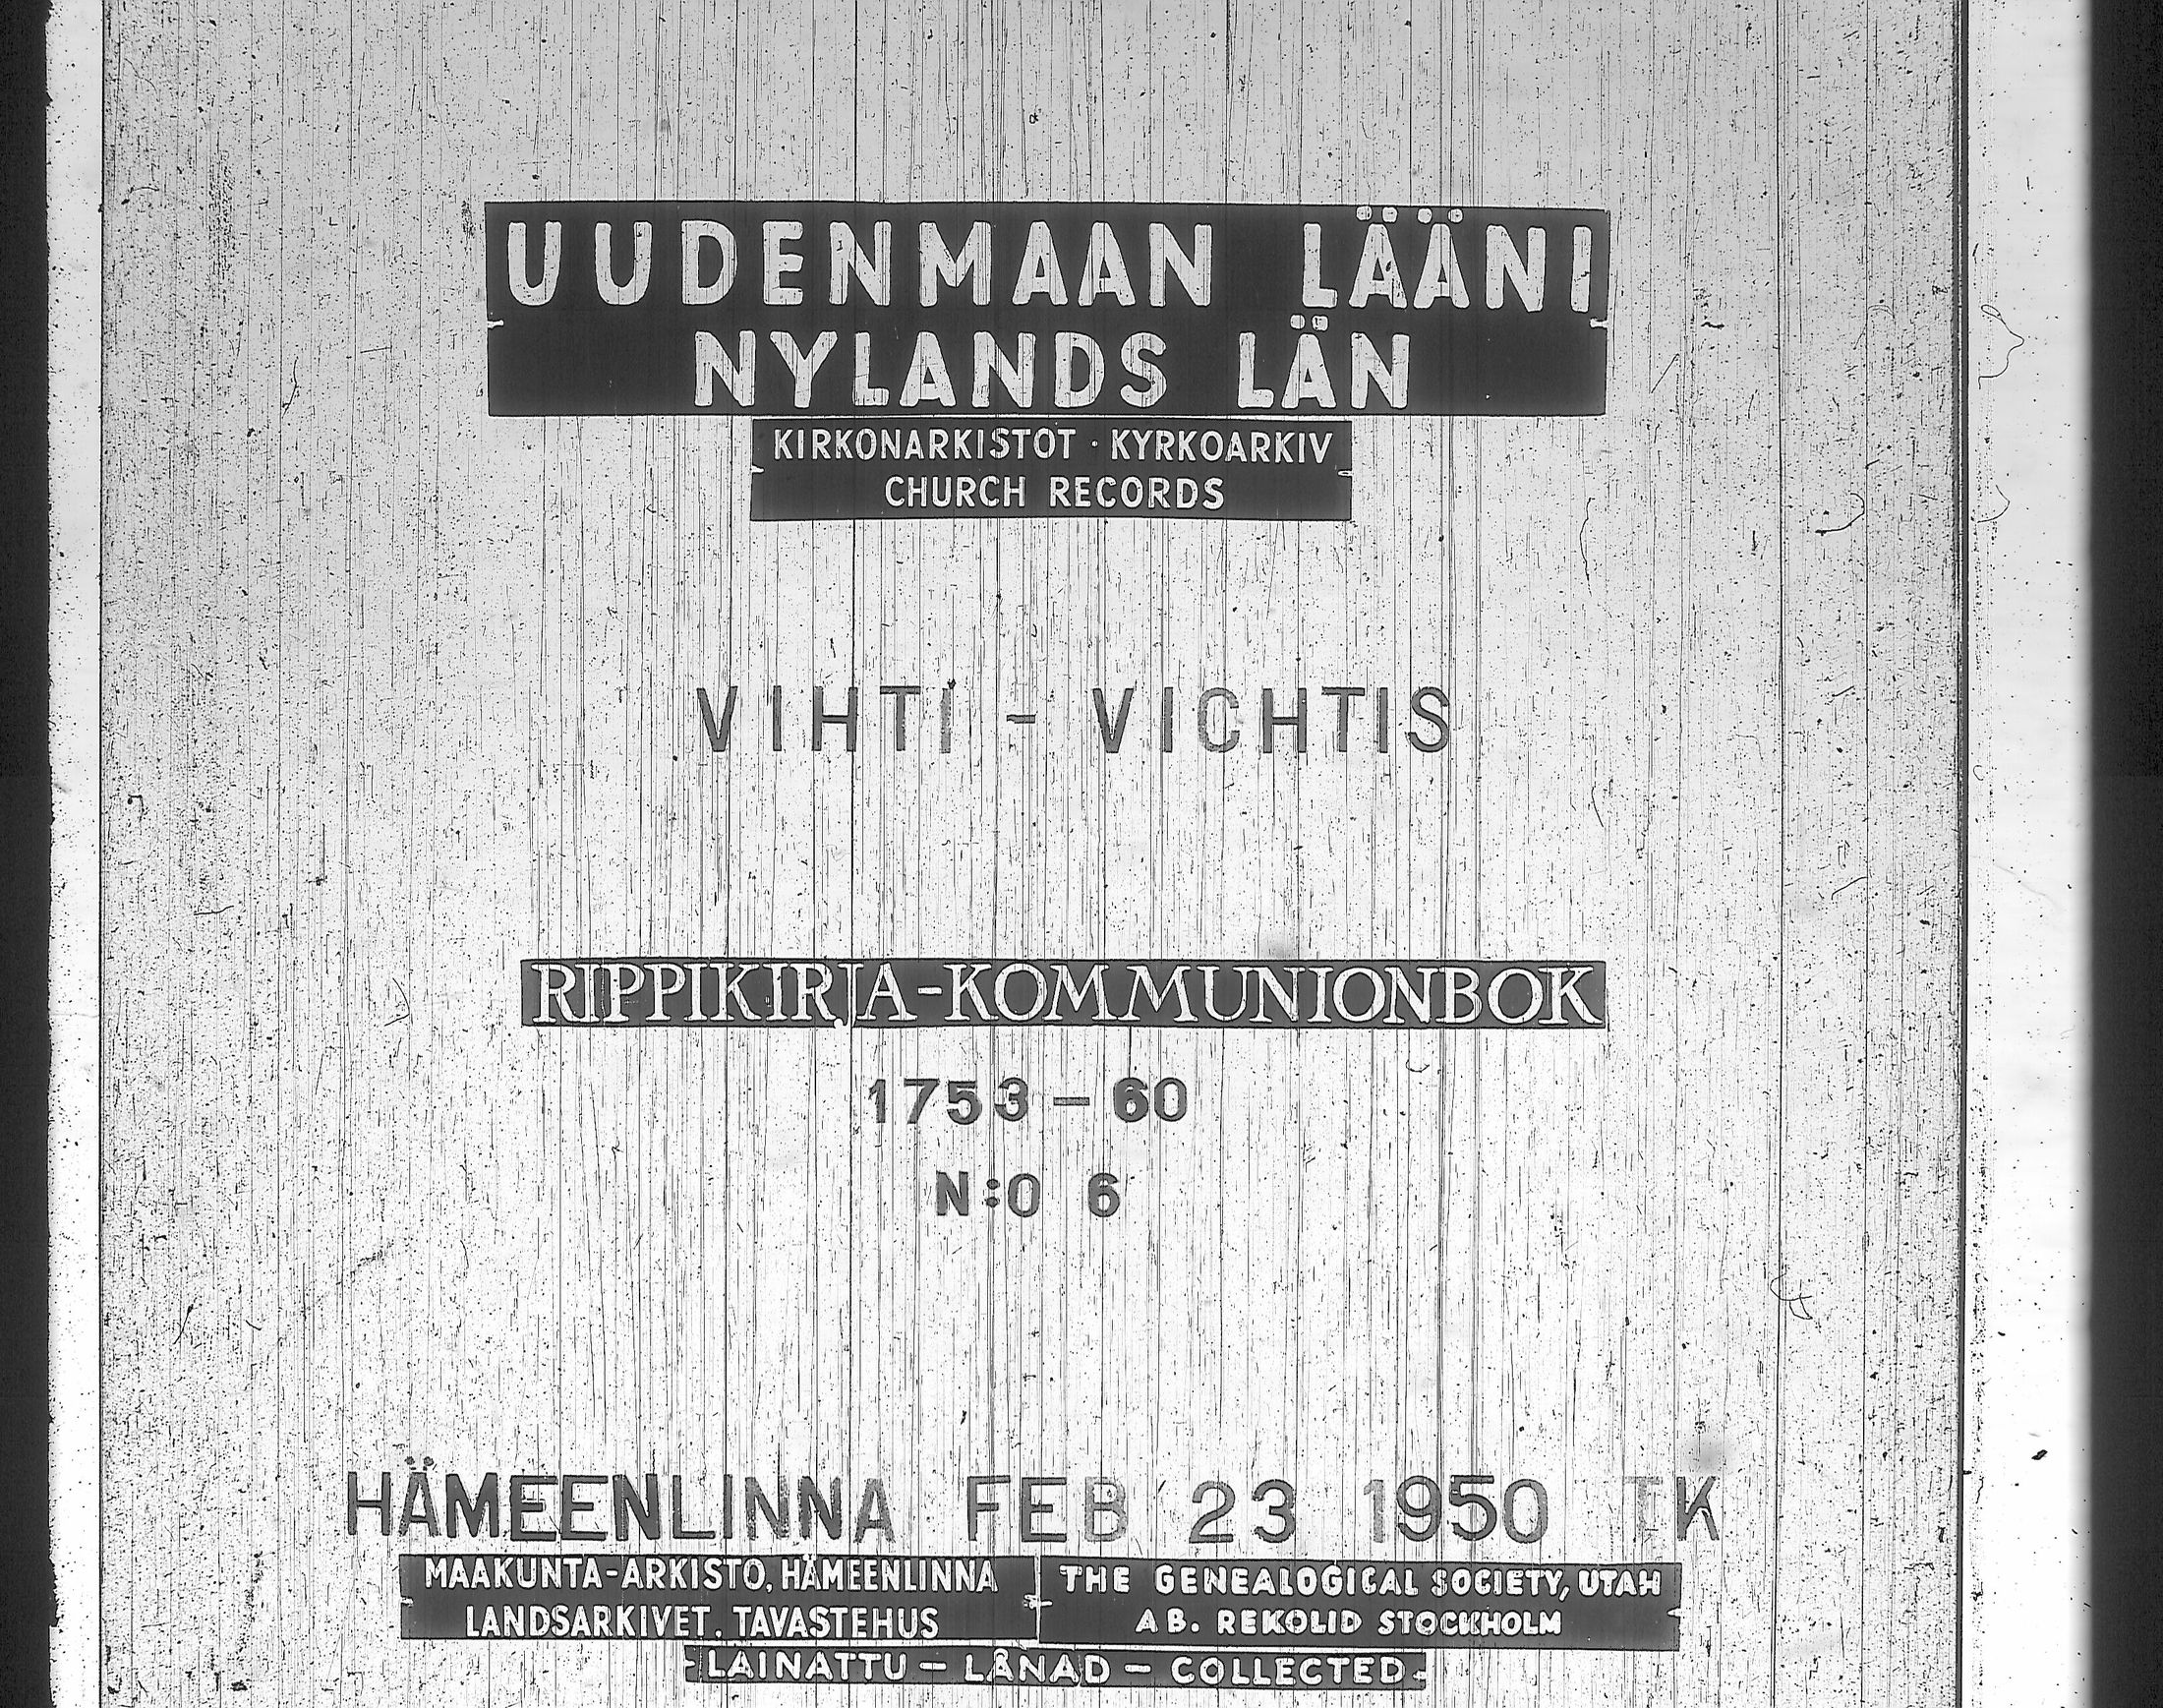 UUDENMAAN LÄÄNI
NYLANDS LÄN
KIRKONARKISTOT · KYRKOARKIV
CHURCH RECORDS
VIHTI - VICHTIS
RIPPIKIRJA-KOMMUNIONBOK
1753 - 60
N:O 6
HÄMEENLINNA FEB 23 1950 TK
MAAKUNTA-ARKISTO, HÄMEENLINNA
LANDSARKIVET, TAVASTEHUS
THE GENEALOGICAL SOCIETY, UTAH
AB. REKOLID STOCKHOLM
LAINATTU - LÅNAD - COLLECTED